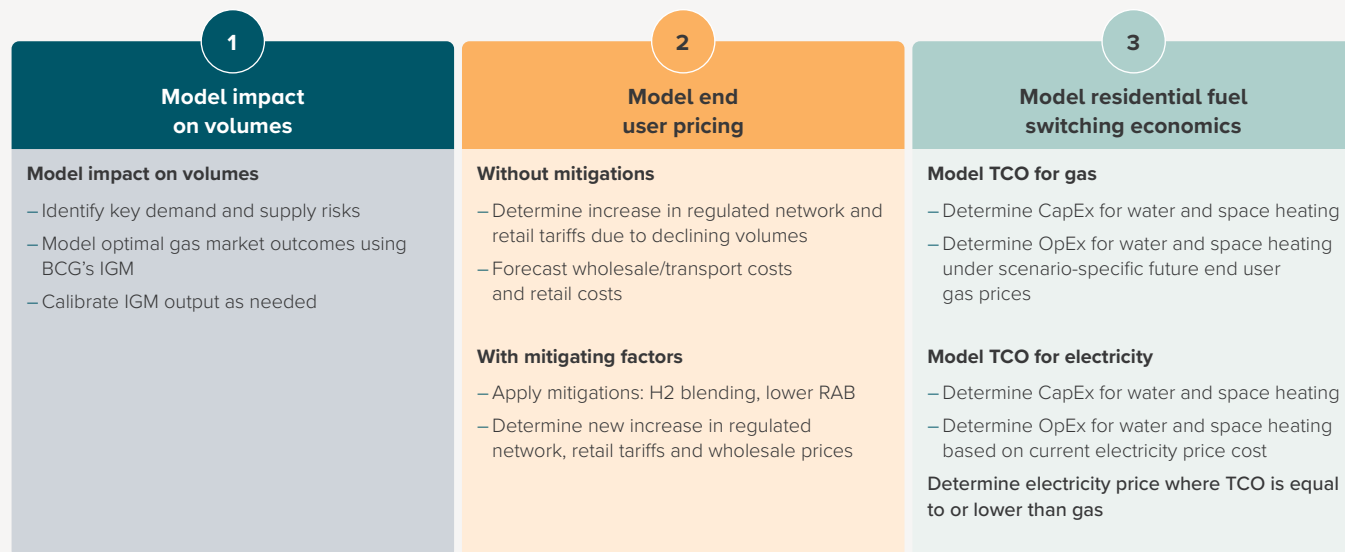 1
Model impact
on volumes
Model impact on volumes
– Identify key demand and supply risks
– Model optimal gas market outcomes using
BCG's IGM
– Calibrate IGM output as needed
2
Model end
user pricing
Without mitigations
– Determine increase in regulated network and
retail tariffs due to declining volumes
– Forecast wholesale/transport costs
and retail costs
With mitigating factors
– Apply mitigations: H2 blending, lower RAB
– Determine new increase in regulated
network, retail tariffs and wholesale prices
3
Model residential fuel
switching economics
Model TCO for gas
– Determine CapEx for water and space heating
– Determine OpEx for water and space heating
under scenario-specific future end user
gas prices
Model TCO for electricity
– Determine CapEx for water and space heating
– Determine OpEx for water and space heating
based on current electricity price cost
Determine electricity price where TCO is equal
to or lower than gas